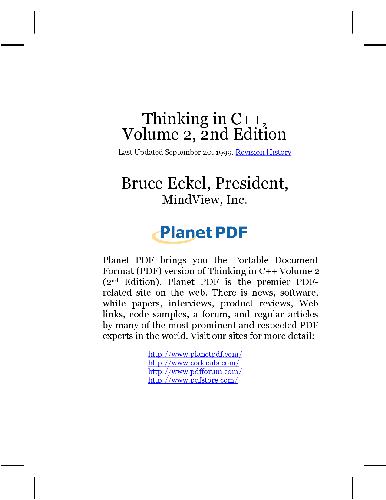 Thinking in C++,
Volume 2, 2nd Edition
Last Updated September 20, 1999. Revision History
Bruce Eckel, President,
MindView, Inc.
Planet PDF
Planet PDF brings you the Portable Document
Format (PDF) version of Thinking in C++ Volume 2
(2nd Edition). Planet PDF is the premier PDF-
related site on the web. There is news, software,
white papers, interviews, product reviews, Web
links, code samples, a forum, and regular articles
by many of the most prominent and respected PDF
experts in the world. Visit our sites for more detail:
http://www.planetpdf.com/
http://www.codecuts.com/
http://www.pdfforum.com/
http://www.pdfstore.com/